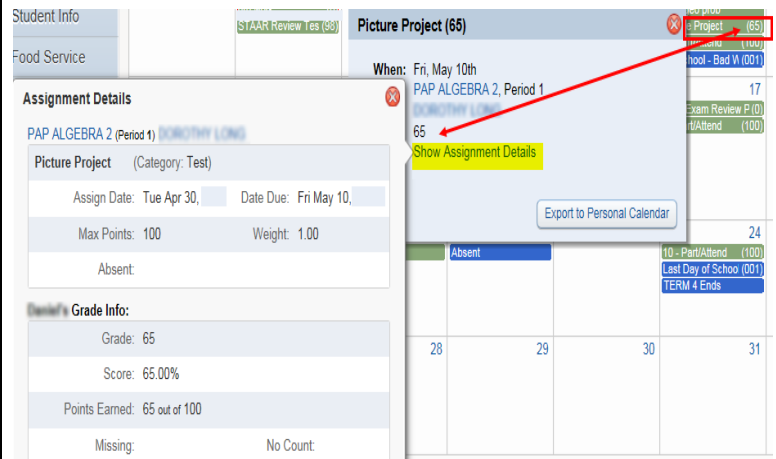 Student Info
Food Service
STAAR Review Tes (98)
Picture Project (65)
When: Fri, May 10th
PAP ALGEBRA 2, Period 1
65
Show Assignment Details
Export to Personal Calendar
Project (65)
(100)
hool - Bad W (001)
17
Exam Review P (0)
rt/Attend (100)
24
Absent
10 - Part/Attend (100)
Last Day of Schoo (001)
TERM 4 Ends
28
29
30
31
Assignment Details
PAP ALGEBRA 2 (Period 1) DOROTHY LONG
Picture Project (Category: Test)
Assign Date: Tue Apr 30, Date Due: Fri May 10,
Max Points: 100 Weight: 1.00
Absent:
Grade Info:
Grade: 65
Score: 65.00%
Points Earned: 65 out of 100
Missing: No Count: